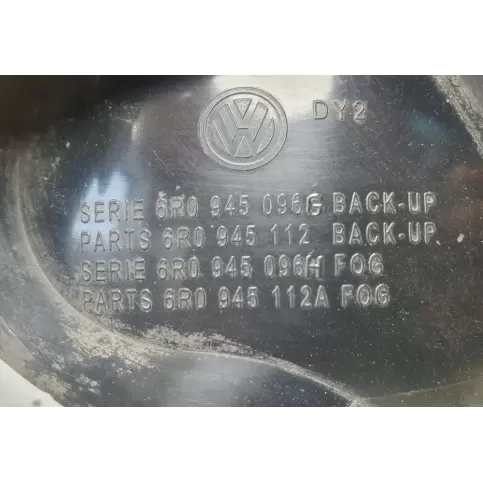 VW DY2
SERIE 6R0 945 096G BACK-UP
PARTS 6R0 945 112 BACK-UP
SERIE 6R0 945 096H FOG
PARTS 6R0 945 112A FOG